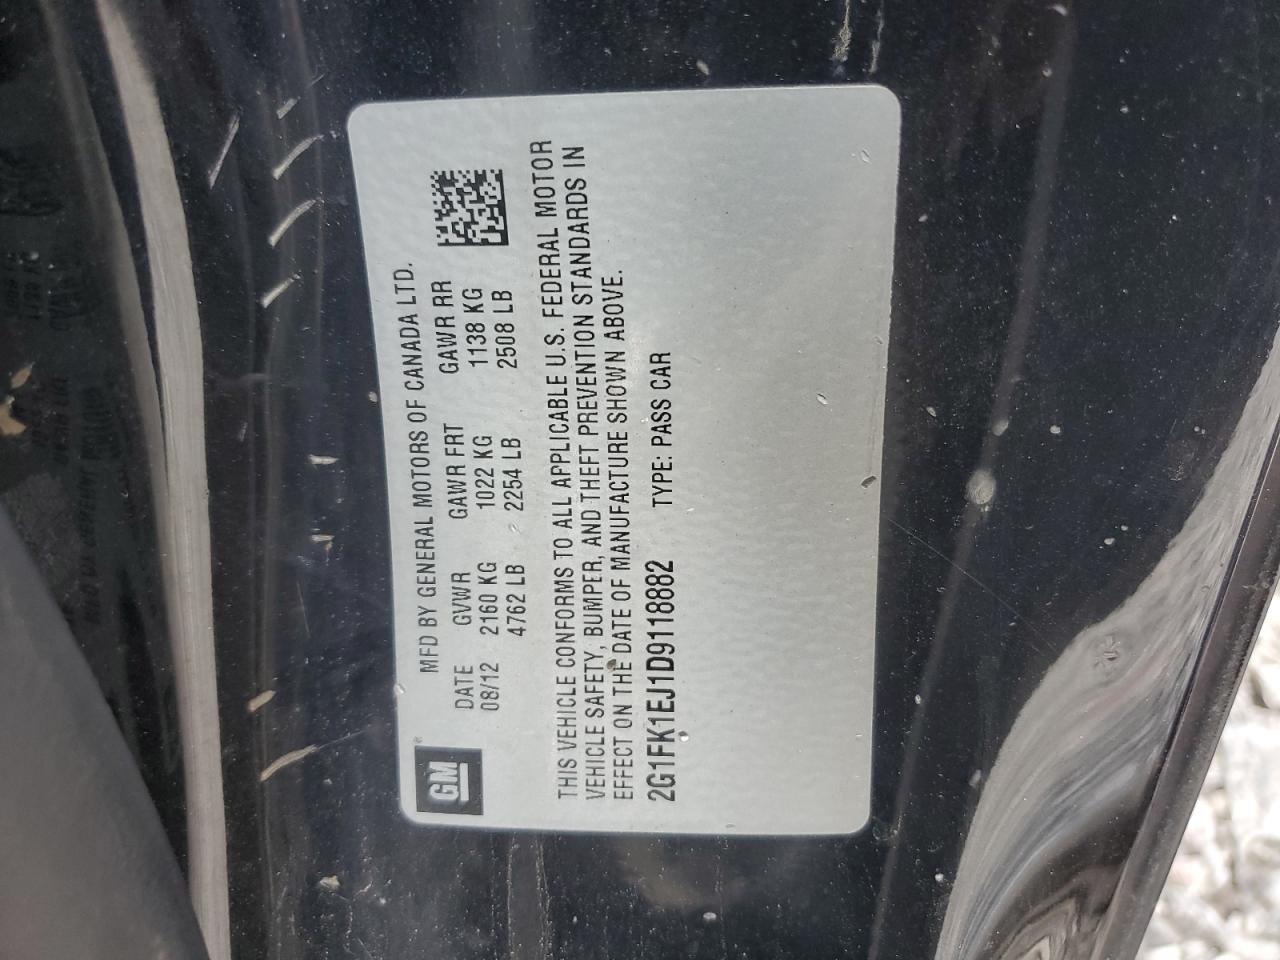 GM
MFD BY GENERAL MOTORS OF CANADA LTD.
DATE GVWR GAWR FRT GAWR RR
08/12 2160 KG 1022 KG 1138 KG
4762 LB 2254 LB 2508 LB
THIS VEHICLE CONFORMS TO ALL APPLICABLE U.S. FEDERAL MOTOR
VEHICLE SAFETY, BUMPER, AND THEFT PREVENTION STANDARDS IN
EFFECT ON THE DATE OF MANUFACTURE SHOWN ABOVE.
2G1FK1EJ1D9118882 TYPE: PASS CAR